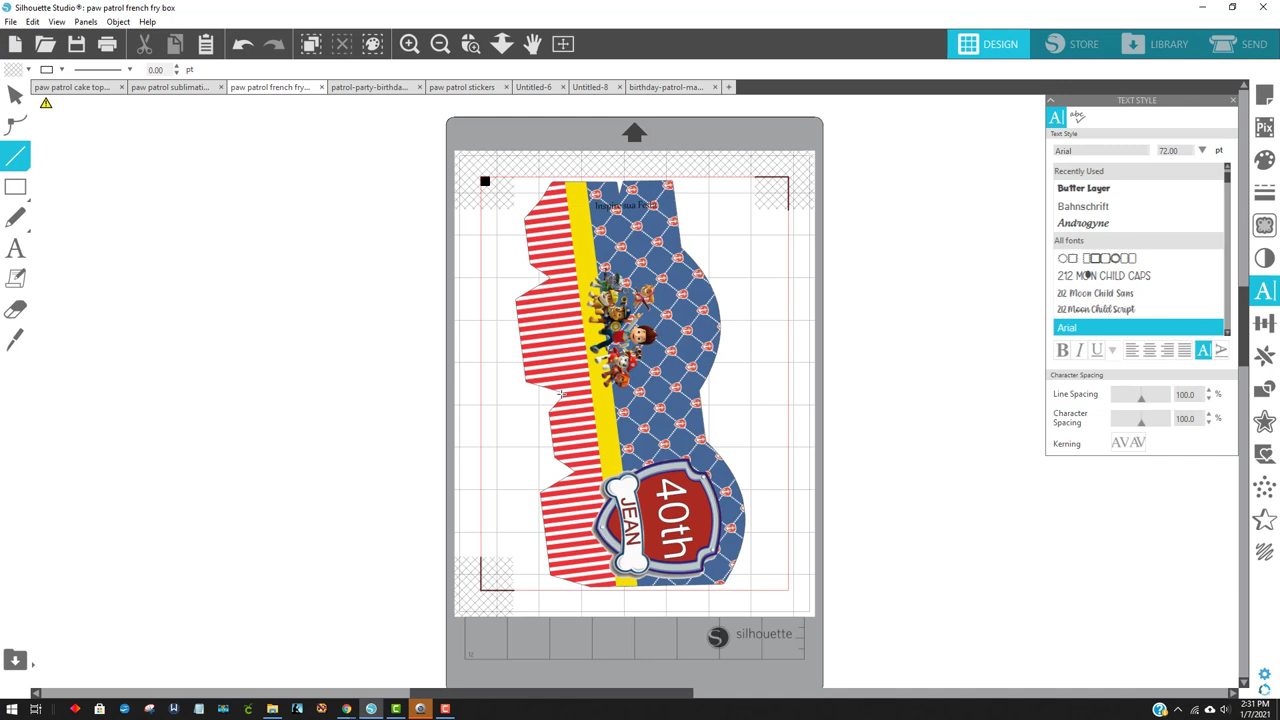 Silhouette Studio®: paw patrol french fry box
File Edit View Panels Object Help
DESIGN STORE LIBRARY SEND
0.00 pt
paw patrol cake top... paw patrol sublimati... paw patrol french fry... patrol-party-birthda... paw patrol stickers Untitled-6 Untitled-8 birthday-patrol-ma...
TEXT STYLE
Text Style
Arial 72.00 pt
Recently Used
Butter Layer
Bahnschrift
Androgyne
All fonts
212 MOON CHILD CAPS
212 Moon Child Sans
212 Moon Child Script
Arial
Character Spacing
Line Spacing 100.0 %
Character Spacing 100.0 %
Kerning AV AV
Inspire sua Festa
40th
JEAN
silhouette
12
2:31 PM
1/7/2021